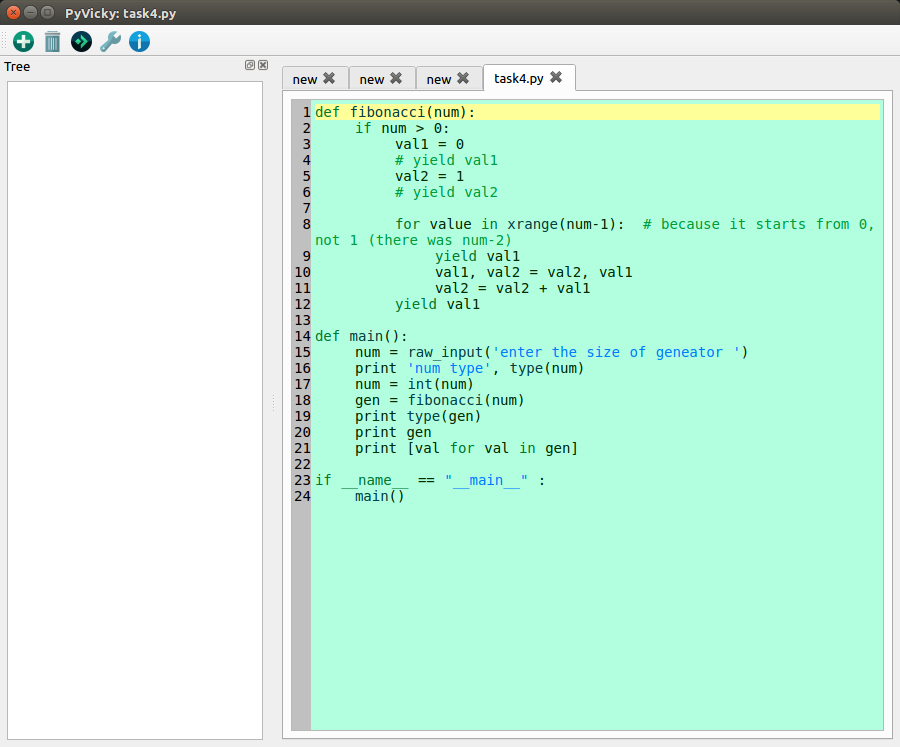 PyVicky: task4.py
Tree
new new new task4.py
1 def fibonacci(num):
2     if num > 0:
3         val1 = 0
4         # yield val1
5         val2 = 1
6         # yield val2
7
8         for value in xrange(num-1):  # because it starts from 0,
not 1 (there was num-2)
9             yield val1
10             val1, val2 = val2, val1
11             val2 = val2 + val1
12         yield val1
13
14 def main():
15     num = raw_input('enter the size of geneator ')
16     print 'num type', type(num)
17     num = int(num)
18     gen = fibonacci(num)
19     print type(gen)
20     print gen
21     print [val for val in gen]
22
23 if __name__ == "__main__" :
24     main()